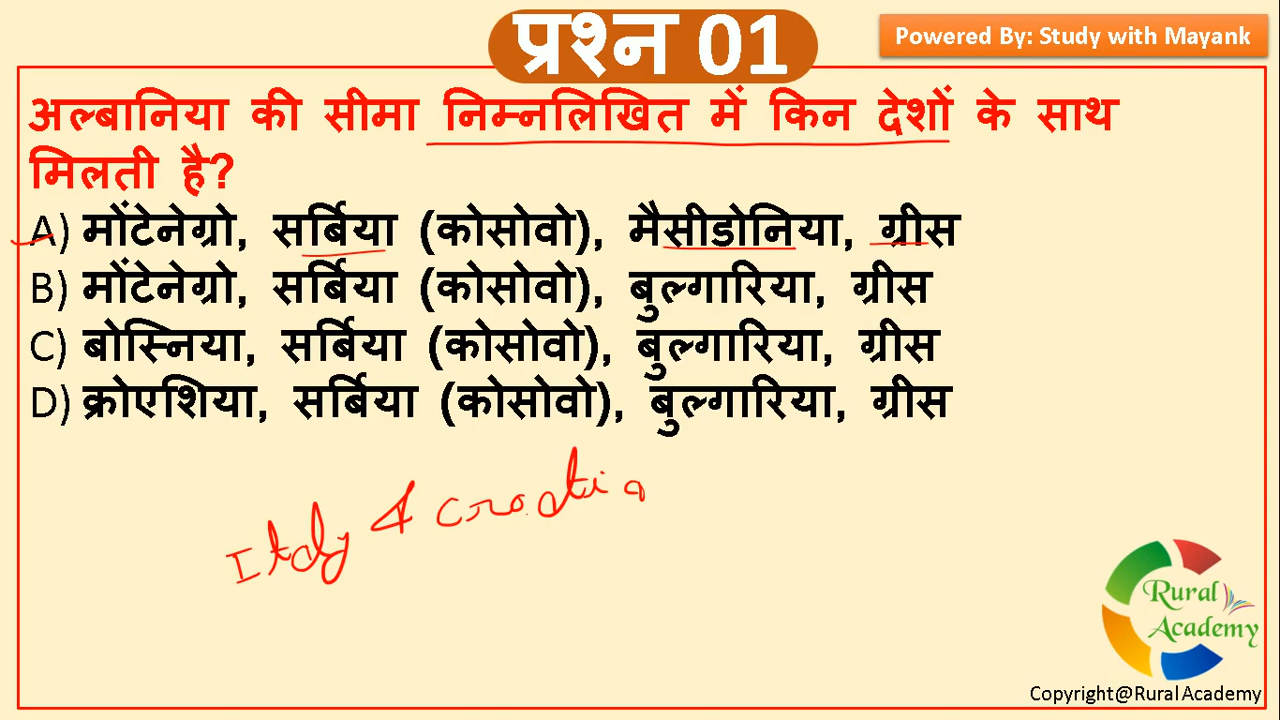 प्रश्न 01
Powered By: Study with Mayank
अल्बानिया की सीमा निम्नलिखित में किन देशों के साथ
मिलती है?
A) मोंटेनेग्रो, सर्बिया (कोसोवो), मैसीडोनिया, ग्रीस
B) मोंटेनेग्रो, सर्बिया (कोसोवो), बुल्गारिया, ग्रीस
C) बोस्निया, सर्बिया (कोसोवो), बुल्गारिया, ग्रीस
D) क्रोएशिया, सर्बिया (कोसोवो), बुल्गारिया, ग्रीस
Italy & croatia
Rural
Academy
Copyright@Rural Academy